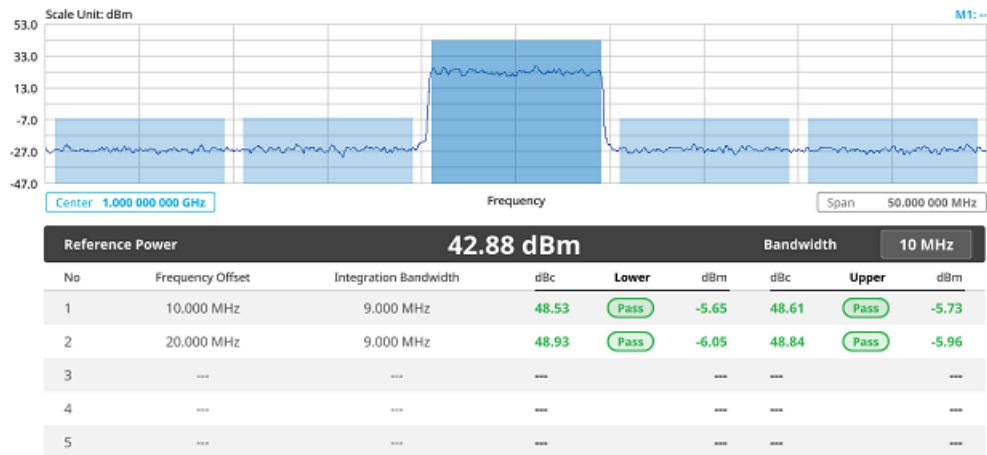 Scale Unit: dBm M1: --
53.0
33.0
13.0
-7.0
-27.0
-47.0
Center 1.000 000 000 GHz Frequency Span 50.000 000 MHz
Reference Power 42.88 dBm Bandwidth 10 MHz
No Frequency Offset Integration Bandwidth dBc Lower dBm dBc Upper dBm
1 10.000 MHz 9.000 MHz 48.53 Pass -5.65 48.61 Pass -5.73
2 20.000 MHz 9.000 MHz 48.93 Pass -6.05 48.84 Pass -5.96
3 --- --- --- --- --- ---
4 --- --- --- --- --- ---
5 --- --- --- --- --- ---